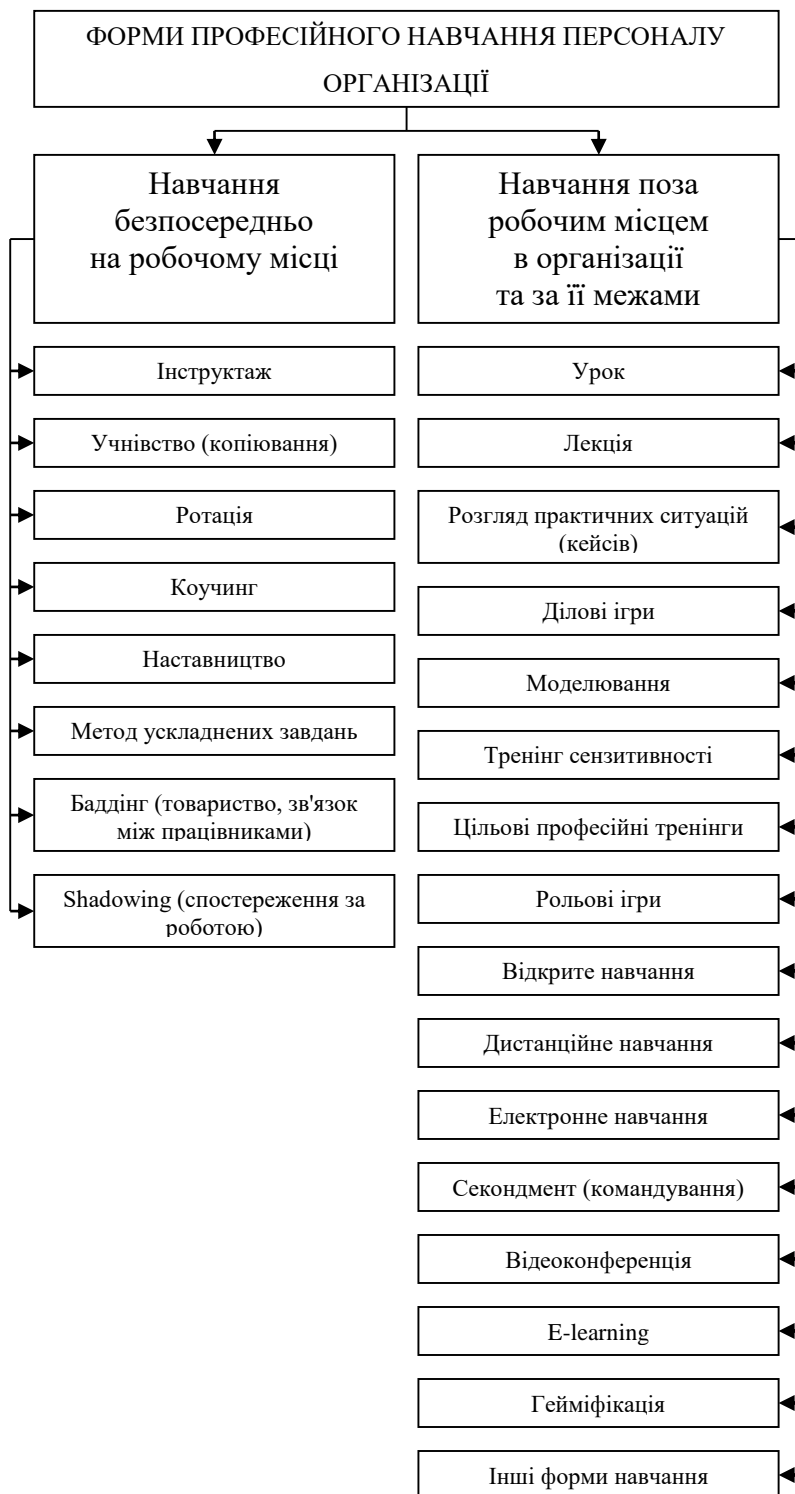 ФОРМИ ПРОФЕСІЙНОГО НАВЧАННЯ ПЕРСОНАЛУ
ОРГАНІЗАЦІЇ
Навчання
безпосередньо
на робочому місці
Навчання поза
робочим місцем
в організації
та за її межами
Інструктаж
Учнівство (копіювання)
Ротація
Коучинг
Наставництво
Метод ускладнених завдань
Баддінг (товариство, зв'язок
між працівниками)
Shadowing (спостереження за
роботою)
Урок
Лекція
Розгляд практичних ситуацій
(кейсів)
Ділові ігри
Моделювання
Тренінг сензитивності
Цільові професійні тренінги
Рольові ігри
Відкрите навчання
Дистанційне навчання
Електронне навчання
Секондмент (командування)
Відеоконференція
E-learning
Гейміфікація
Інші форми навчання